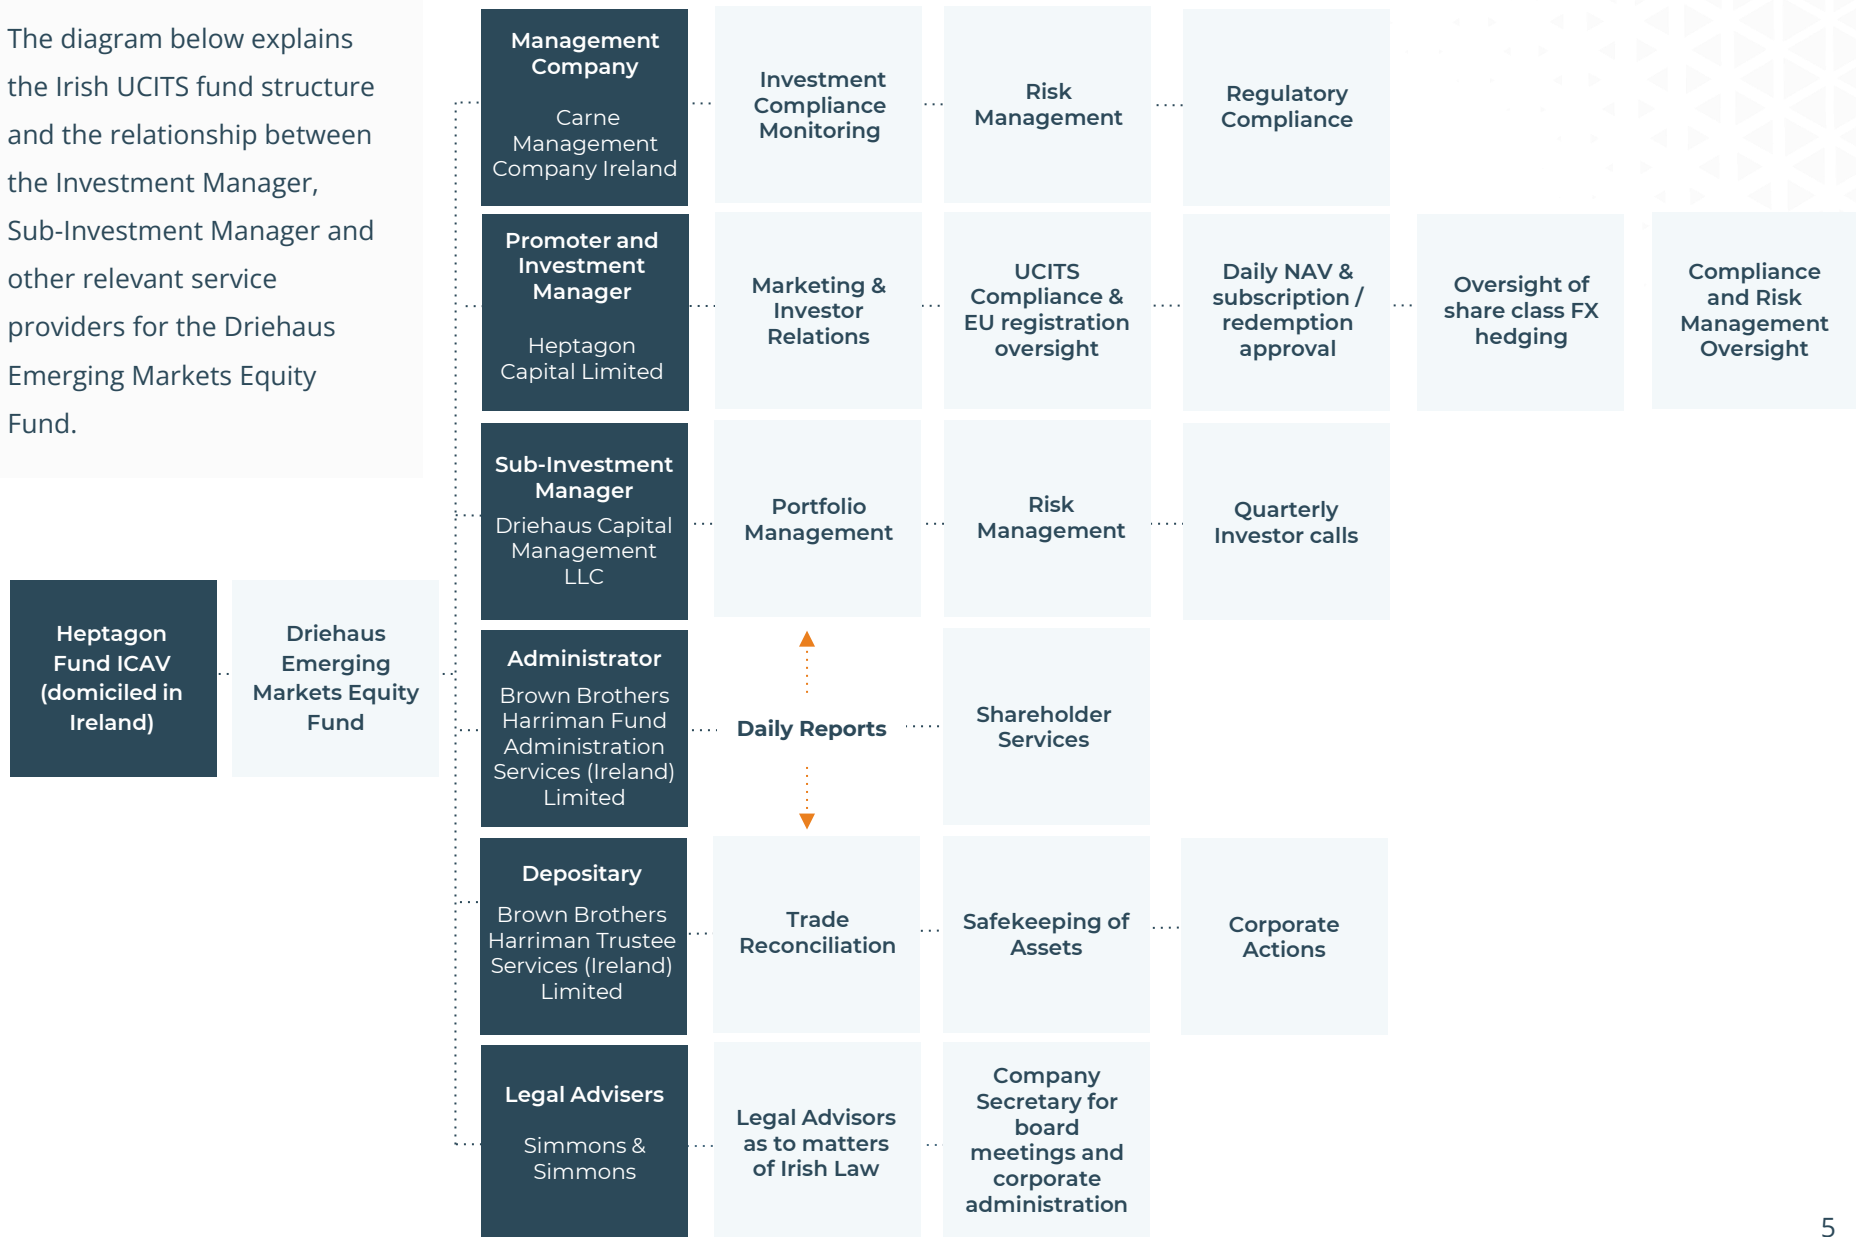 The diagram below explains
the Irish UCITS fund structure
and the relationship between
the Investment Manager,
Sub-Investment Manager and
other relevant service
providers for the Driehaus
Emerging Markets Equity
Fund.
Heptagon
Fund ICAV
(domiciled in
Ireland)
Driehaus
Emerging
Markets Equity
Fund
Management
Company
Carne
Management
Company Ireland
Investment
Compliance
Monitoring
Risk
Management
Regulatory
Compliance
Promoter and
Investment
Manager
Heptagon
Capital Limited
Marketing &
Investor
Relations
UCITS
Compliance &
EU registration
oversight
Daily NAV &
subscription /
redemption
approval
Oversight of
share class FX
hedging
Compliance
and Risk
Management
Oversight
Sub-Investment
Manager
Driehaus Capital
Management
LLC
Portfolio
Management
Risk
Management
Quarterly
Investor calls
Administrator
Brown Brothers
Harriman Fund
Administration
Services (Ireland)
Limited
Daily Reports
Shareholder
Services
Depositary
Brown Brothers
Harriman Trustee
Services (Ireland)
Limited
Trade
Reconciliation
Safekeeping of
Assets
Corporate
Actions
Legal Advisers
Simmons &
Simmons
Legal Advisors
as to matters
of Irish Law
Company
Secretary for
board
meetings and
corporate
administration
5